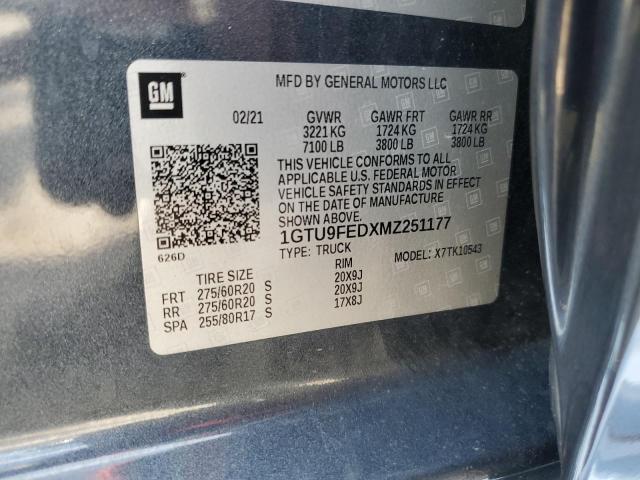 GM
MFD BY GENERAL MOTORS LLC
02/21 GVWR GAWR FRT GAWR RR
3221 KG 1724 KG 1724 KG
7100 LB 3800 LB 3800 LB
THIS VEHICLE CONFORMS TO ALL
APPLICABLE U.S. FEDERAL MOTOR
VEHICLE SAFETY STANDARDS IN EFFECT
ON THE DATE OF MANUFACTURE
SHOWN ABOVE.
1GTU9FEDXMZ251177
626D TYPE: TRUCK MODEL: X7TK10543
TIRE SIZE RIM
FRT 275/60R20 S 20X9J
RR 275/60R20 S 20X9J
SPA 255/80R17 S 17X8J